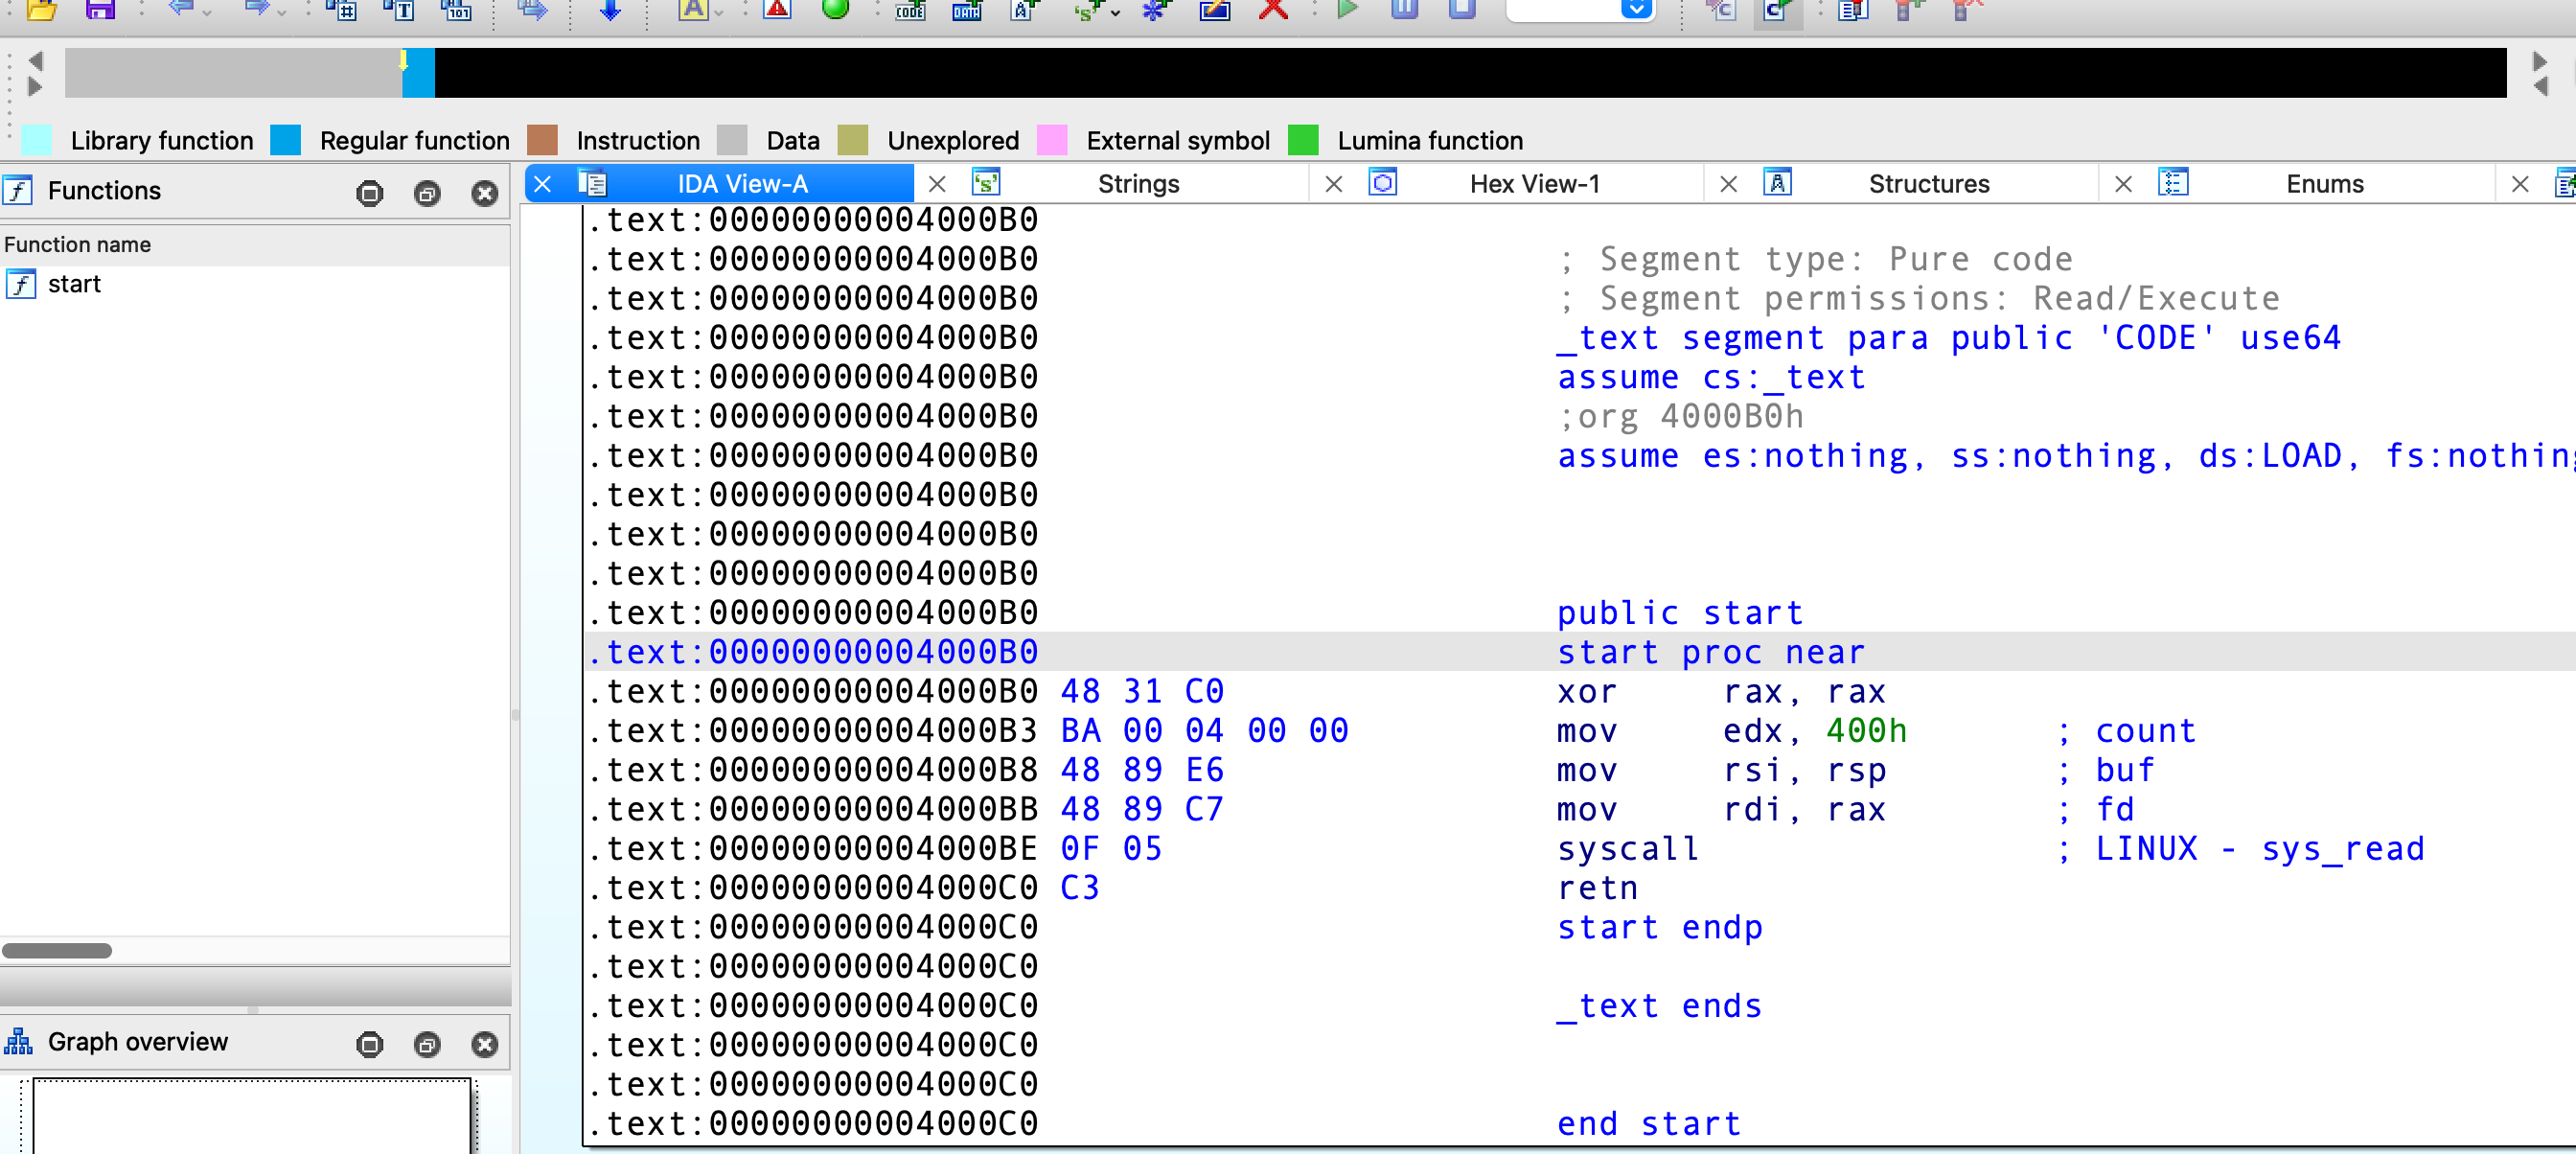 Library function Regular function Instruction Data Unexplored External symbol Lumina function
Functions
IDA View-A Strings Hex View-1 Structures Enums
Function name
start
.text:00000000004000B0
.text:00000000004000B0 ; Segment type: Pure code
.text:00000000004000B0 ; Segment permissions: Read/Execute
.text:00000000004000B0 _text segment para public 'CODE' use64
.text:00000000004000B0 assume cs:_text
.text:00000000004000B0 ;org 4000B0h
.text:00000000004000B0 assume es:nothing, ss:nothing, ds:LOAD, fs:nothing
.text:00000000004000B0
.text:00000000004000B0
.text:00000000004000B0
.text:00000000004000B0 public start
.text:00000000004000B0 start proc near
.text:00000000004000B0 48 31 C0 xor rax, rax
.text:00000000004000B3 BA 00 04 00 00 mov edx, 400h ; count
.text:00000000004000B8 48 89 E6 mov rsi, rsp ; buf
.text:00000000004000BB 48 89 C7 mov rdi, rax ; fd
.text:00000000004000BE 0F 05 syscall ; LINUX - sys_read
.text:00000000004000C0 C3 retn
.text:00000000004000C0 start endp
.text:00000000004000C0
.text:00000000004000C0 _text ends
.text:00000000004000C0
.text:00000000004000C0
.text:00000000004000C0 end start
Graph overview